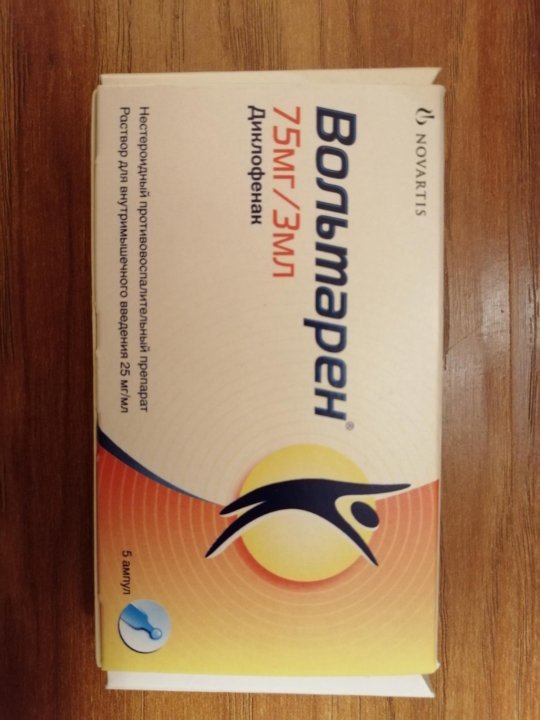 NOVARTIS
Вольтарен®
75мг/3мл
Диклофенак
Нестероидный противовоспалительный препарат
Раствор для внутримышечного введения 25 мг/мл
5 ампул